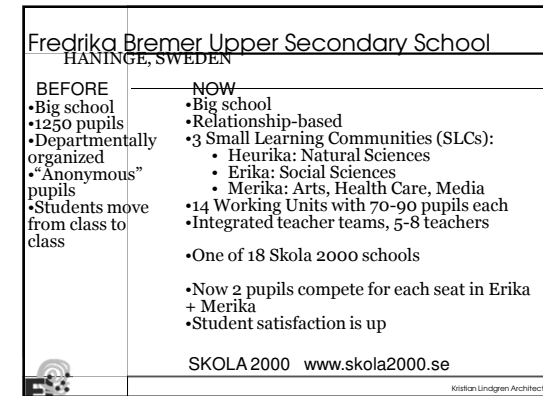 Fredrika Bremer Upper Secondary School
HANINGE, SWEDEN
BEFORE
•Big school
•1250 pupils
•Departmentally
organized
•“Anonymous”
pupils
•Students move
from class to
class
NOW
•Big school
•Relationship-based
•3 Small Learning Communities (SLCs):
• Heurika: Natural Sciences
• Erika: Social Sciences
• Merika: Arts, Health Care, Media
•14 Working Units with 70-90 pupils each
•Integrated teacher teams, 5-8 teachers
•One of 18 Skola 2000 schools
•Now 2 pupils compete for each seat in Erika
+ Merika
•Student satisfaction is up
SKOLA 2000 www.skola2000.se
Kristian Lindgren Architect